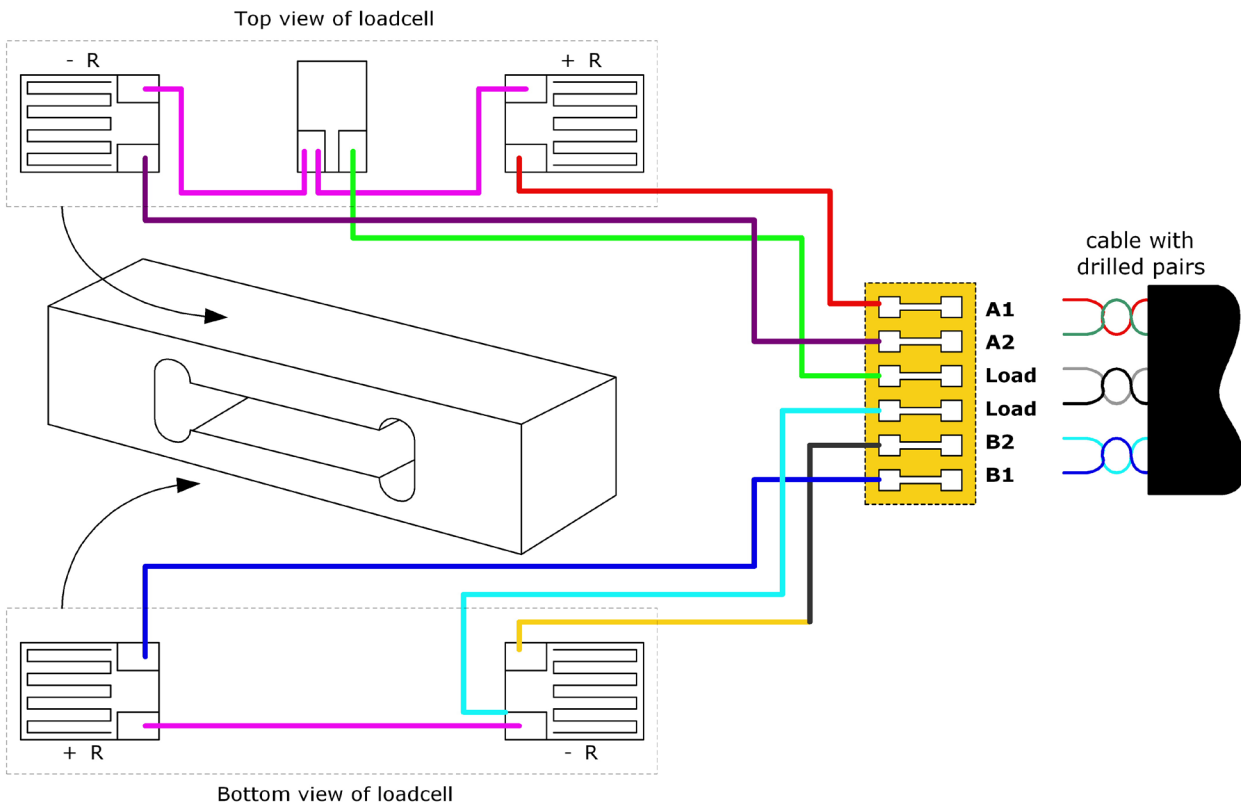 Top view of loadcell
- R
+ R
cable with
drilled pairs
A1
A2
Load
Load
B2
B1
+ R
- R
Bottom view of loadcell